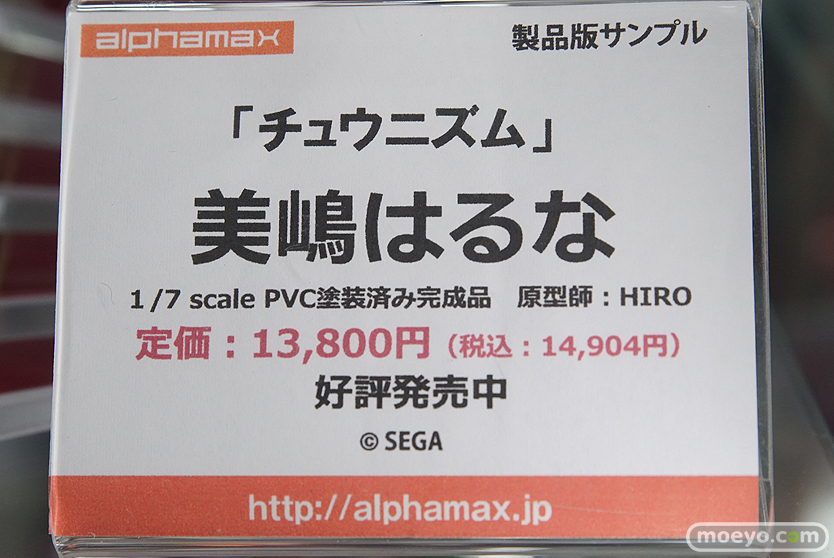 alphamax
製品版サンプル
「チュウニズム」
美嶋はるな
1/7 scale PVC塗装済み完成品　原型師：HIRO
定価：13,800円（税込：14,904円）
好評発売中
© SEGA
http://alphamax.jp
moeyo.com